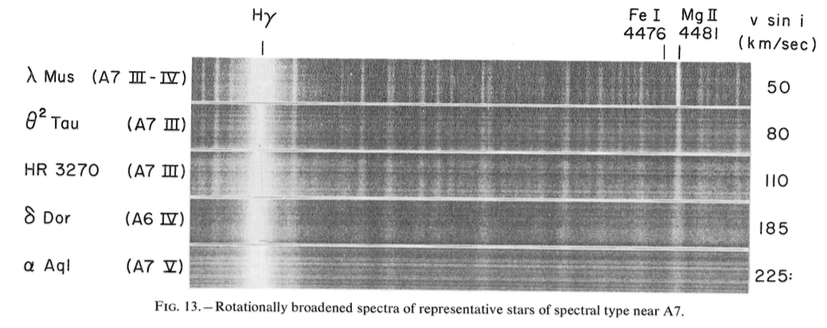 Hγ Fe I Mg II v sin i
4476 4481 (km/sec)
λ Mus (A7 III-IV) 50
θ² Tau (A7 III) 80
HR 3270 (A7 III) 110
δ Dor (A6 IV) 185
α Aql (A7 V) 225:
FIG. 13.—Rotationally broadened spectra of representative stars of spectral type near A7.